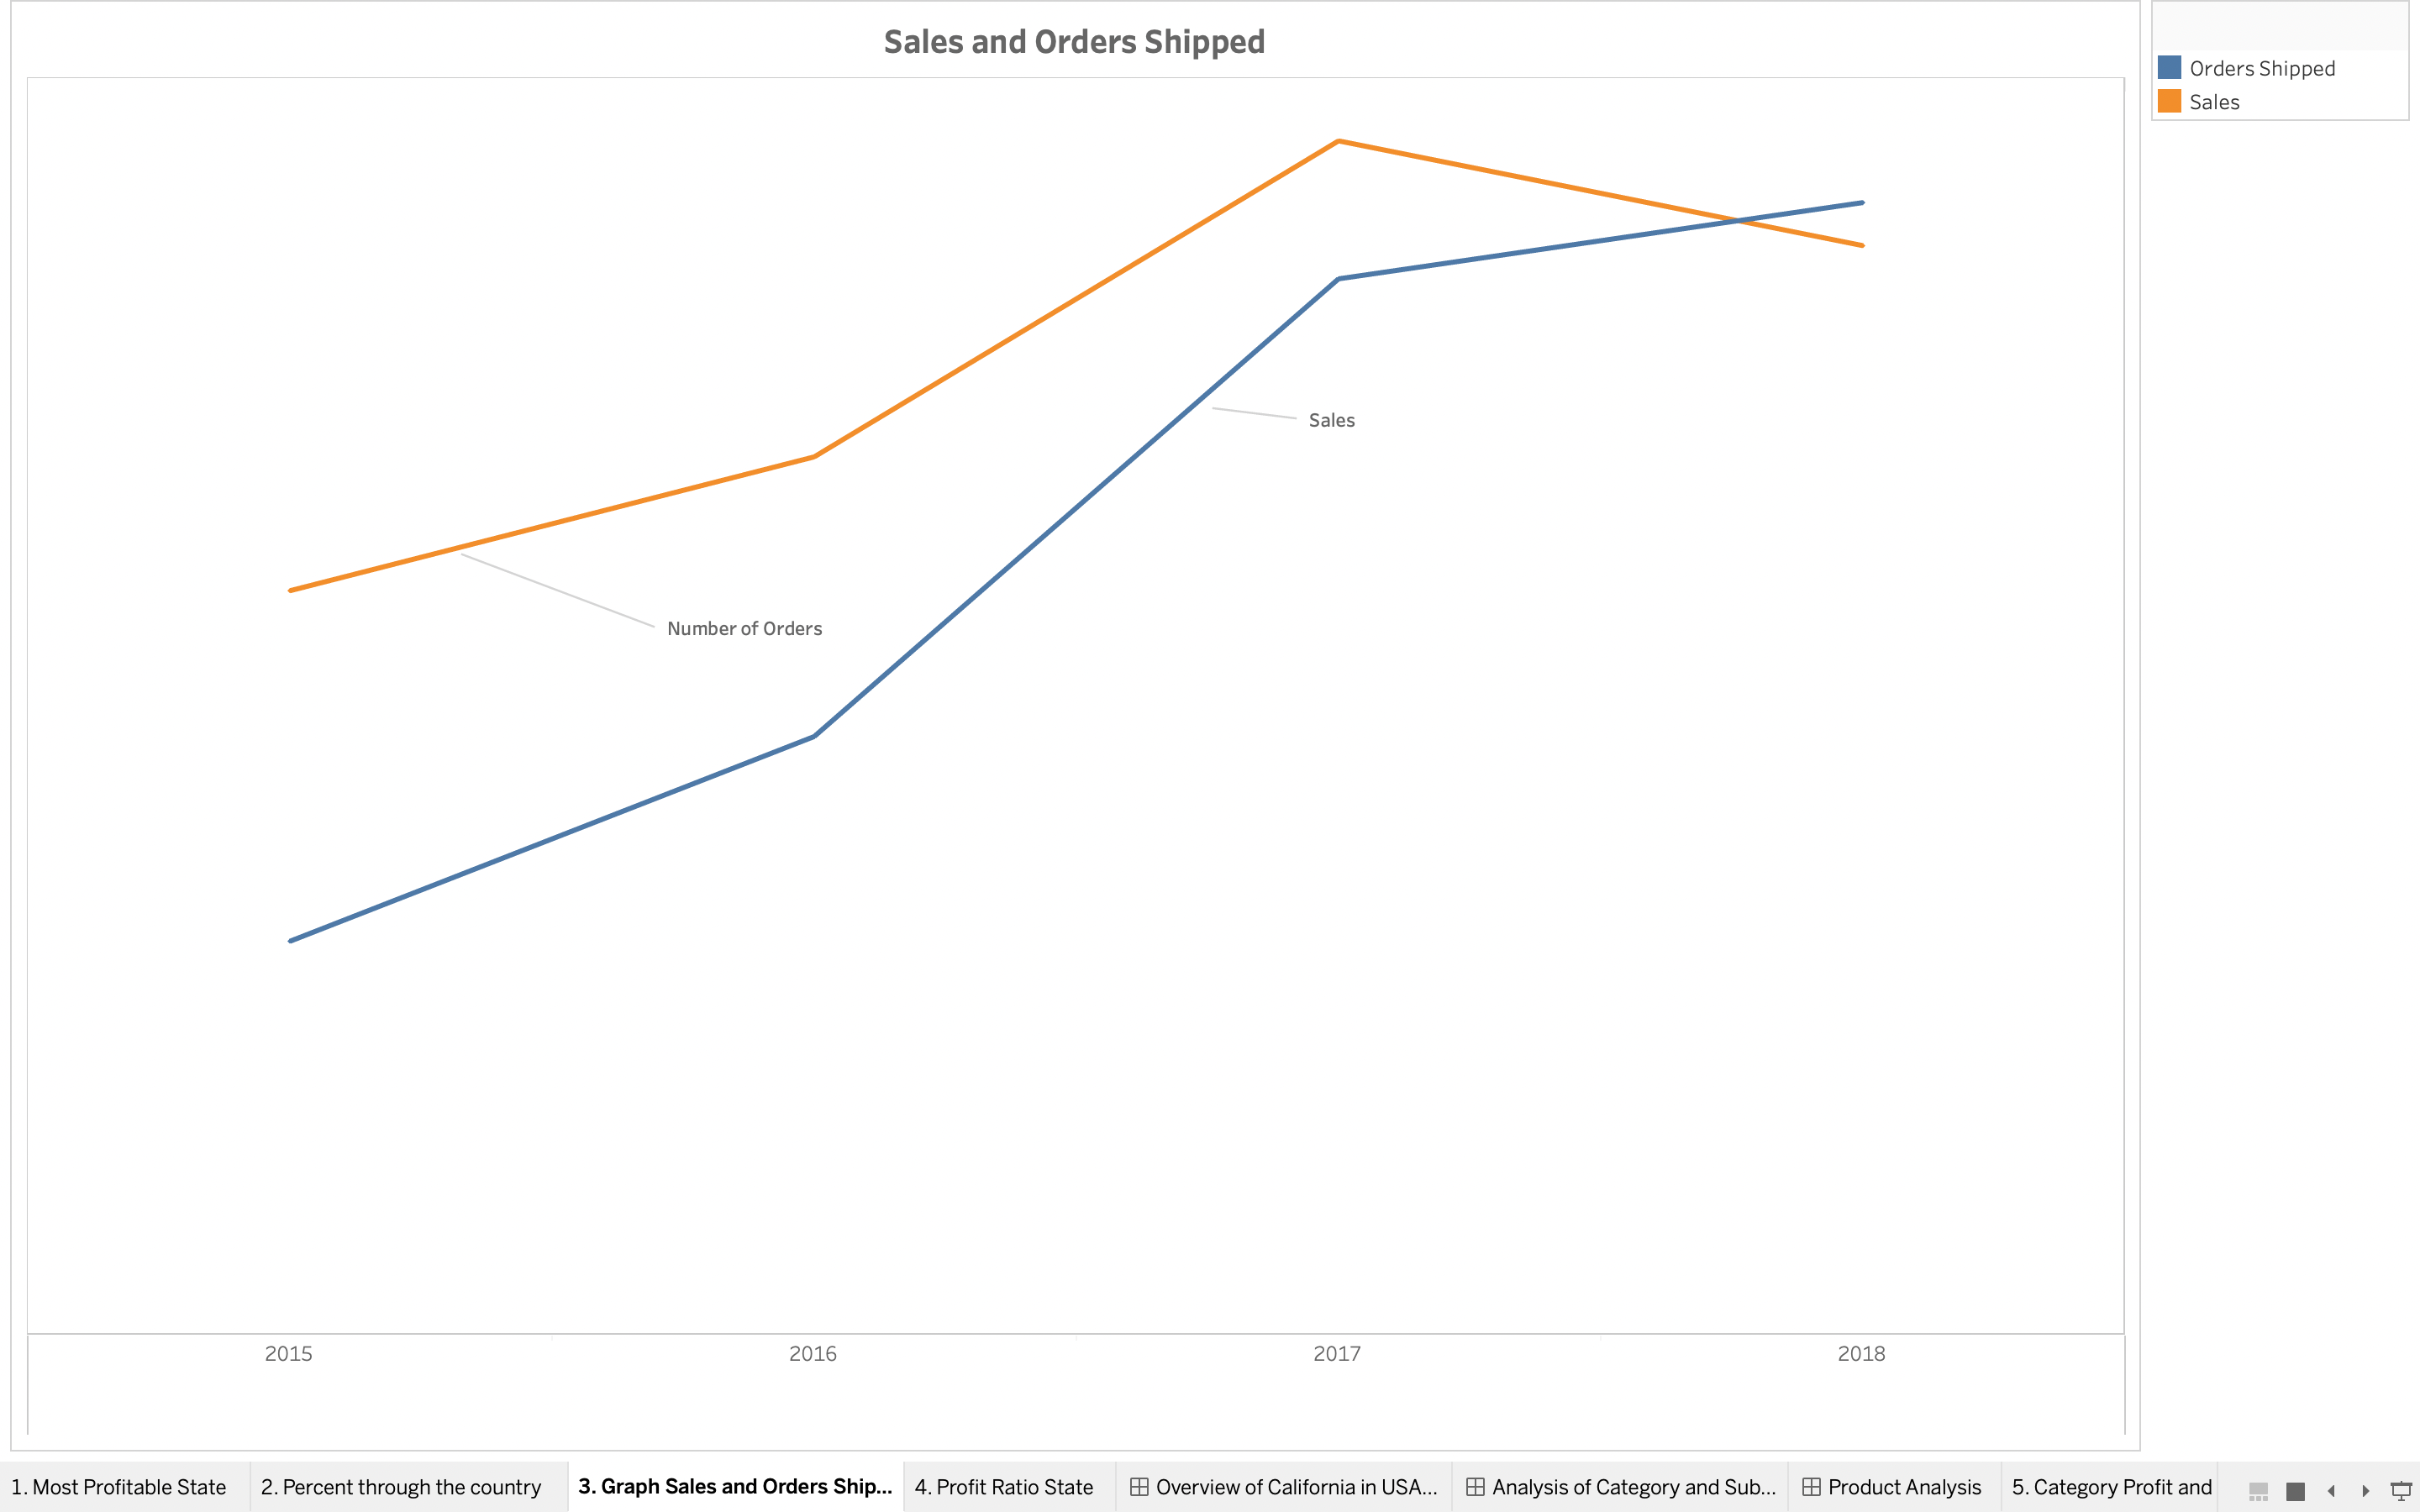 Sales and Orders Shipped
Orders Shipped
Sales
Sales
Number of Orders
2015
2016
2017
2018
1. Most Profitable State
2. Percent through the country
3. Graph Sales and Orders Ship...
4. Profit Ratio State
Overview of California in USA...
Analysis of Category and Sub...
Product Analysis
5. Category Profit and